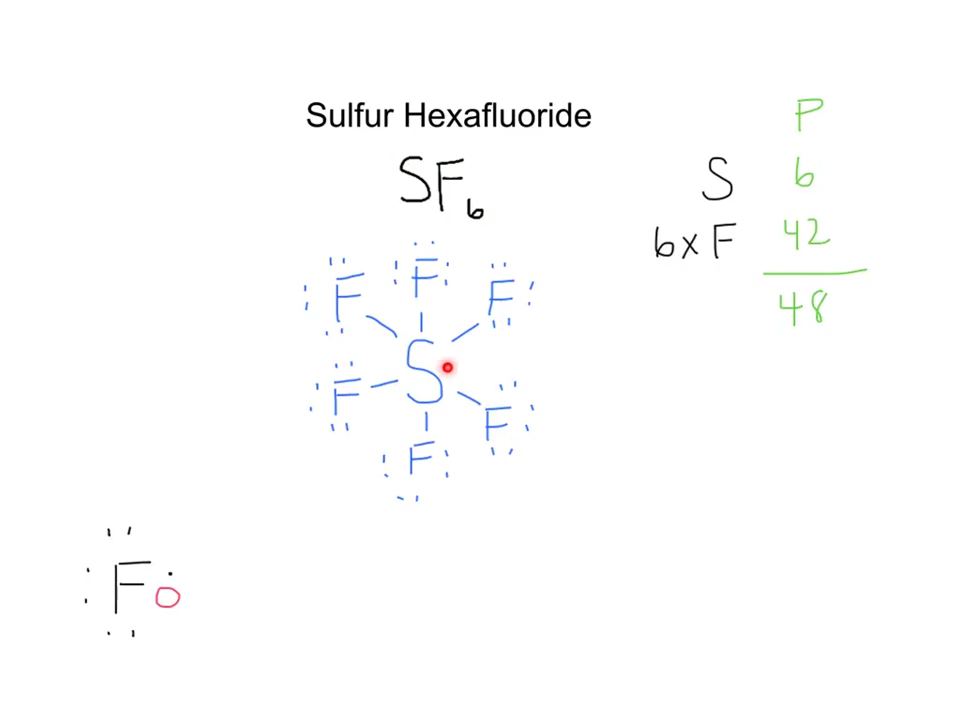 Sulfur Hexafluoride
SF6
P
S 6
6xF 42
48
F F F
S
F F
F
F